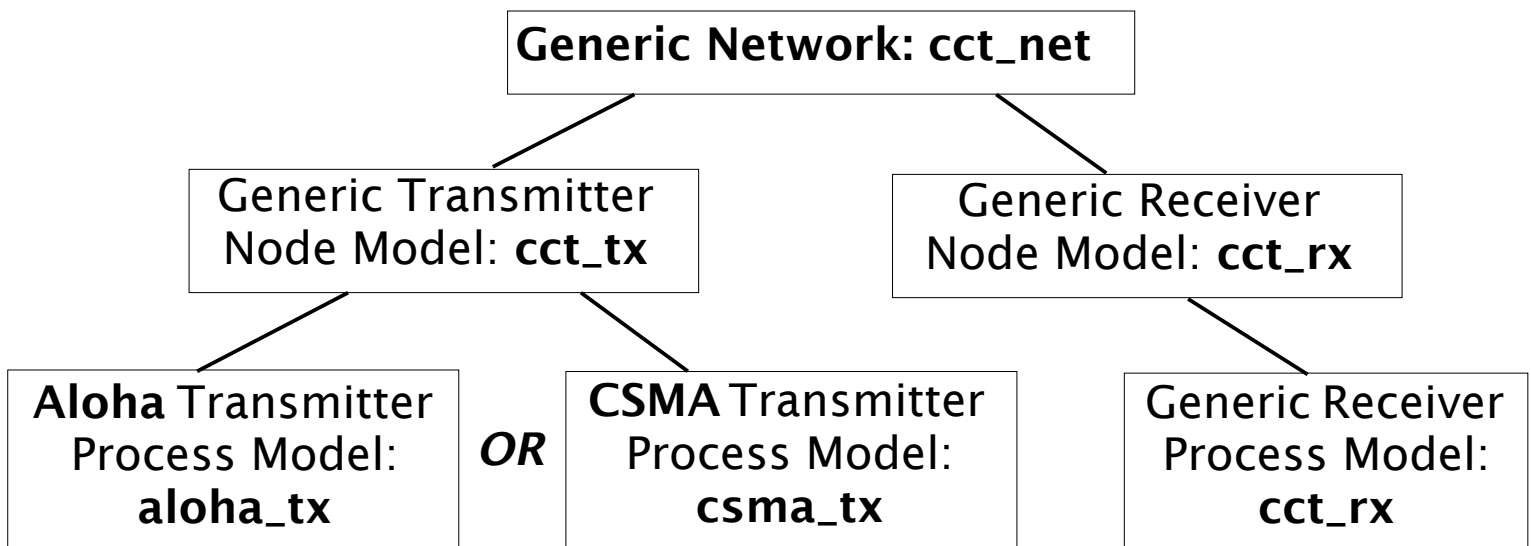 Generic Network: cct_net
Generic Transmitter
Node Model: cct_tx
Generic Receiver
Node Model: cct_rx
Aloha Transmitter
Process Model:
aloha_tx
OR
CSMA Transmitter
Process Model:
csma_tx
Generic Receiver
Process Model:
cct_rx